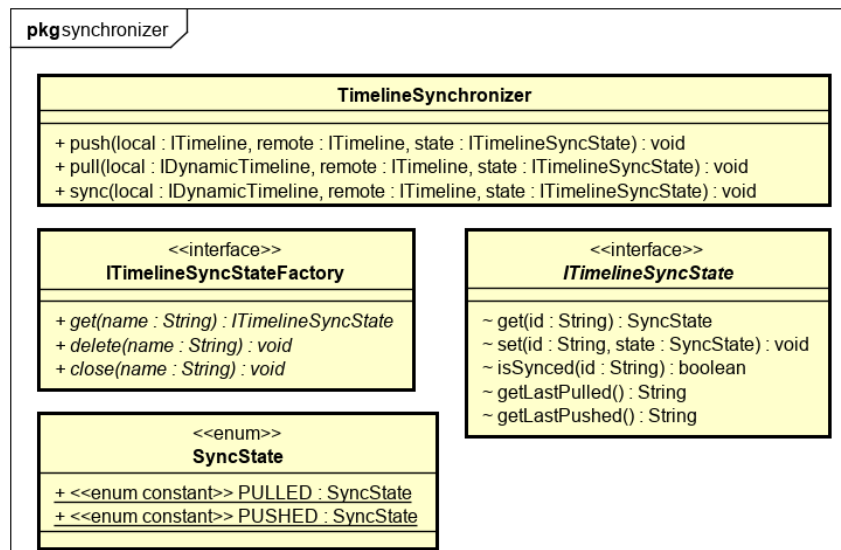 pkg synchronizer
TimelineSynchronizer
+ push(local : ITimeline, remote : ITimeline, state : ITimelineSyncState) : void
+ pull(local : IDynamicTimeline, remote : ITimeline, state : ITimelineSyncState) : void
+ sync(local : IDynamicTimeline, remote : ITimeline, state : ITimelineSyncState) : void
<<interface>>
ITimelineSyncStateFactory
+ get(name : String) : ITimelineSyncState
+ delete(name : String) : void
+ close(name : String) : void
<<interface>>
ITimelineSyncState
~ get(id : String) : SyncState
~ set(id : String, state : SyncState) : void
~ isSynced(id : String) : boolean
~ getLastPulled() : String
~ getLastPushed() : String
<<enum>>
SyncState
+ <<enum constant>> PULLED : SyncState
+ <<enum constant>> PUSHED : SyncState